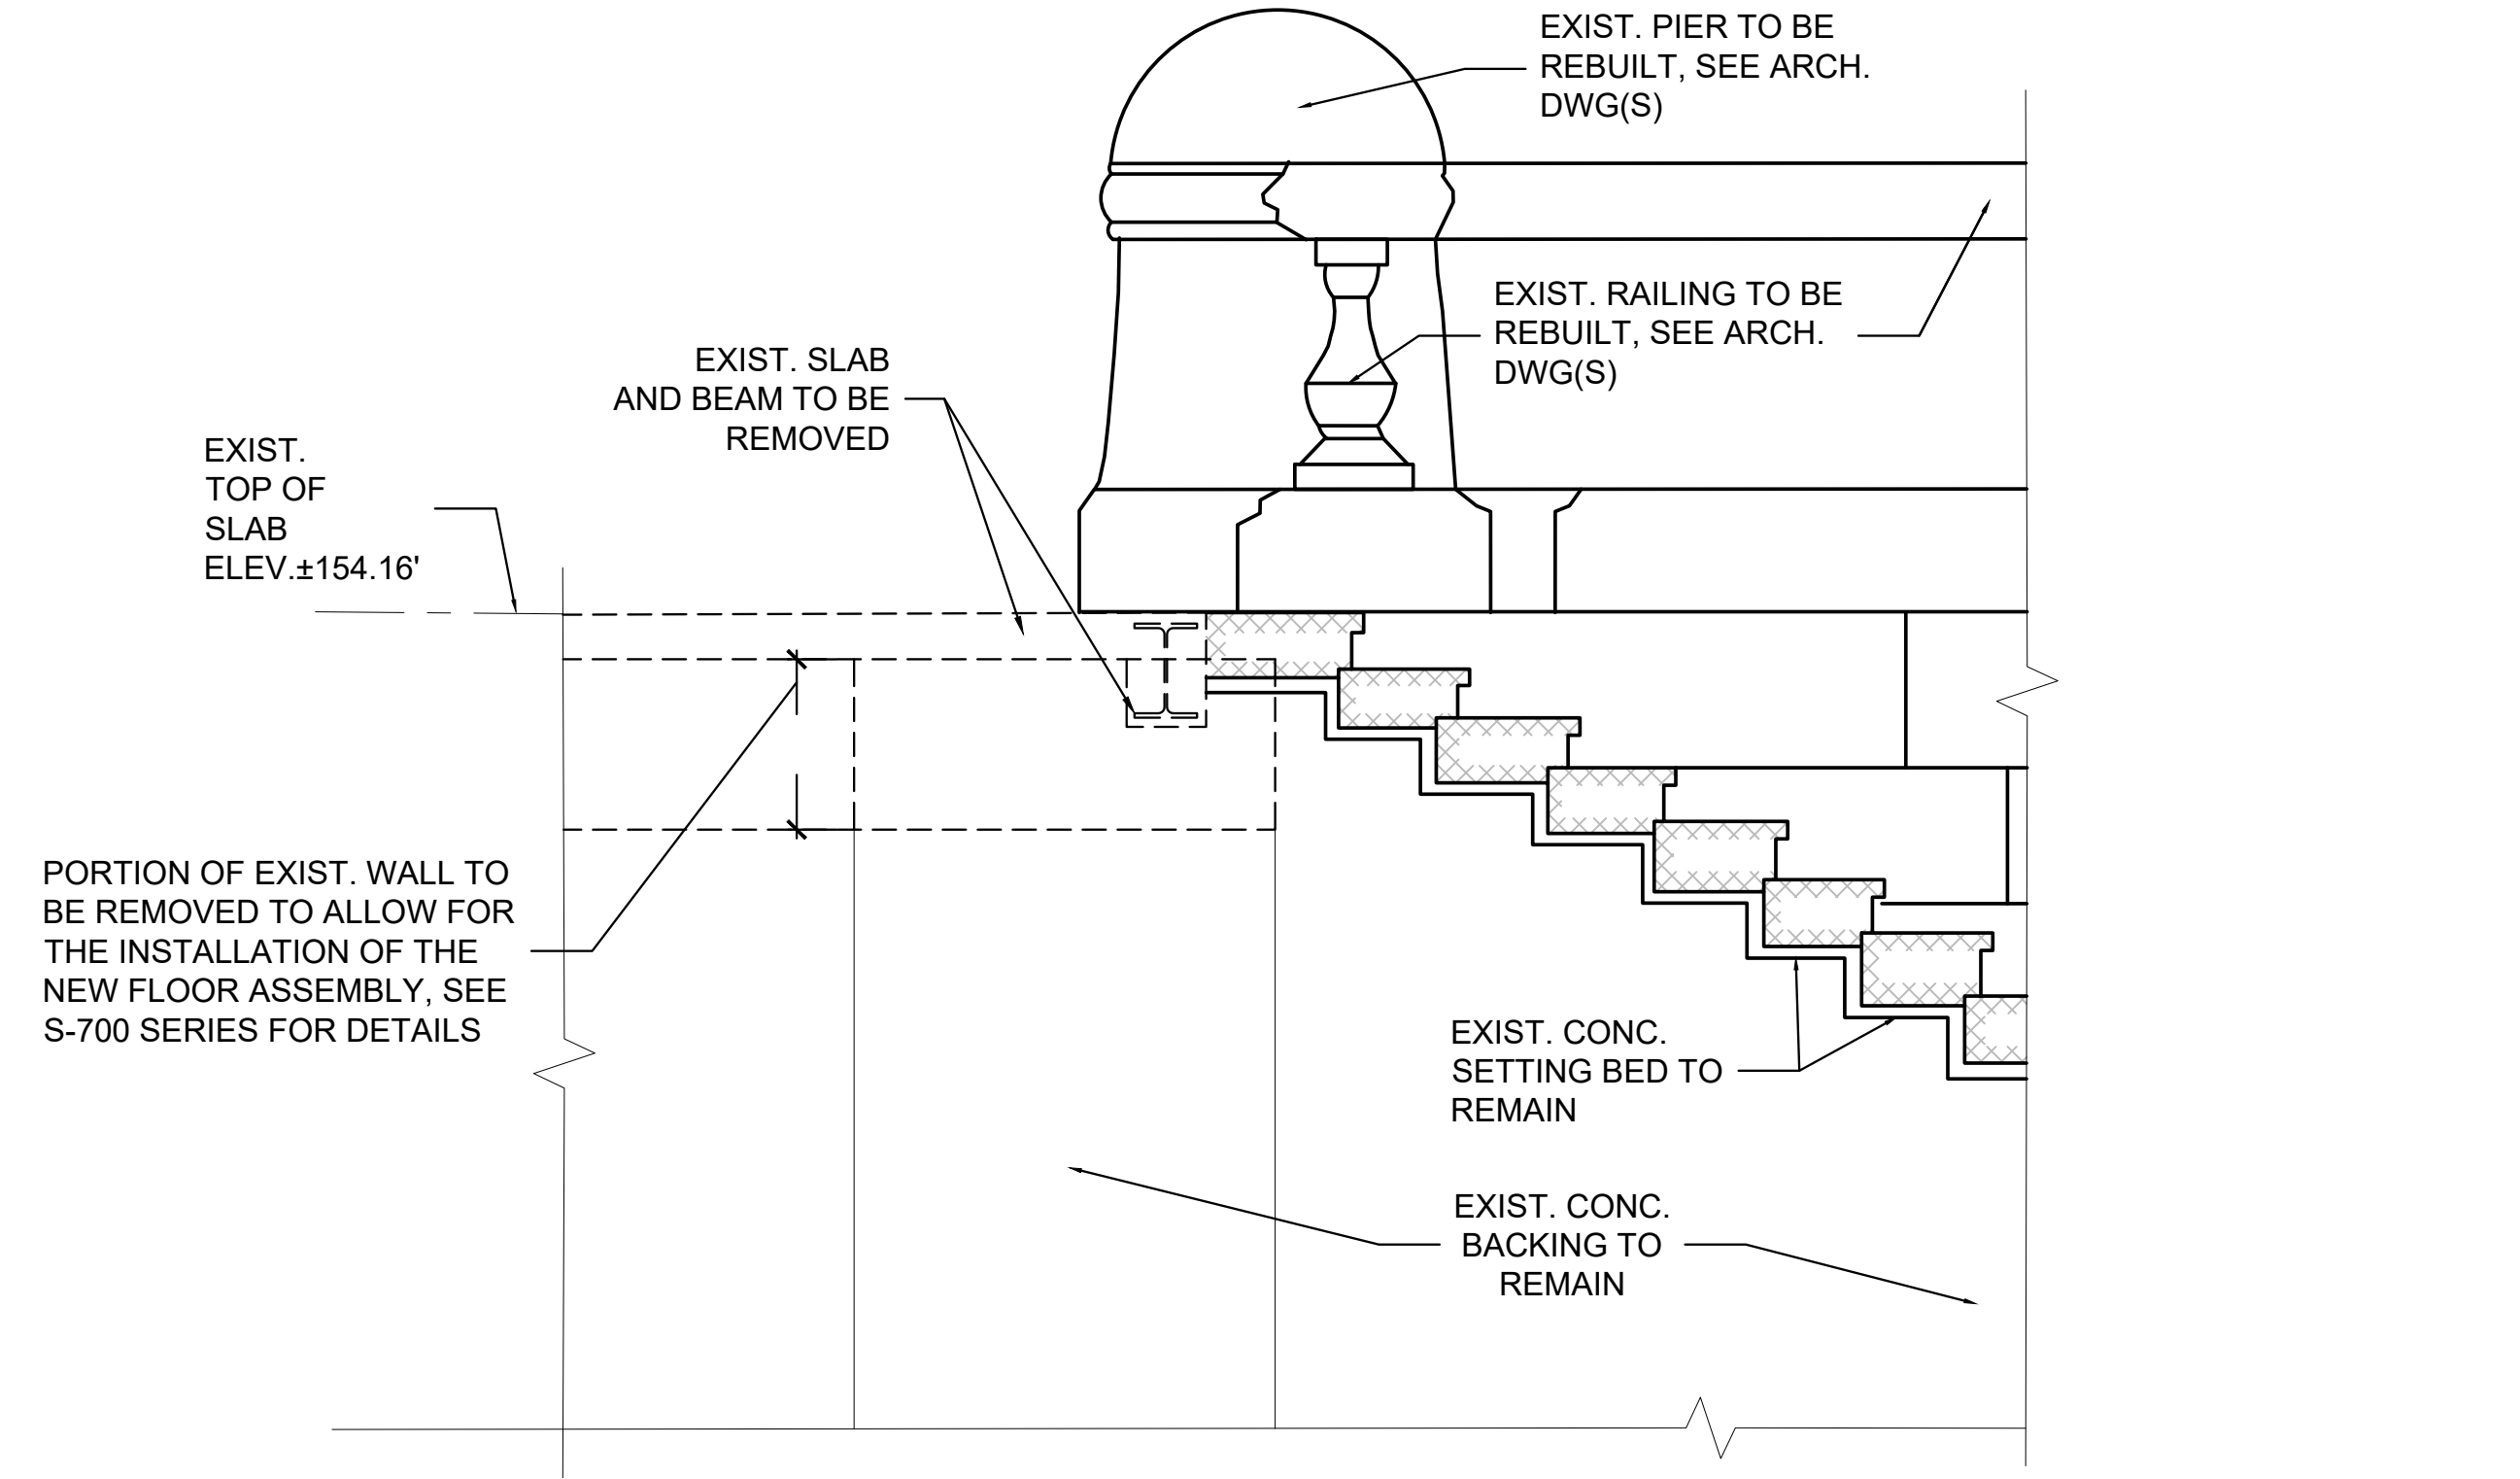 EXIST. PIER TO BE
REBUILT, SEE ARCH.
DWG(S)
EXIST. RAILING TO BE
REBUILT, SEE ARCH.
DWG(S)
EXIST. SLAB
AND BEAM TO BE
REMOVED
EXIST.
TOP OF
SLAB
ELEV.±154.16'
PORTION OF EXIST. WALL TO
BE REMOVED TO ALLOW FOR
THE INSTALLATION OF THE
NEW FLOOR ASSEMBLY, SEE
S-700 SERIES FOR DETAILS
EXIST. CONC.
SETTING BED TO
REMAIN
EXIST. CONC.
BACKING TO
REMAIN